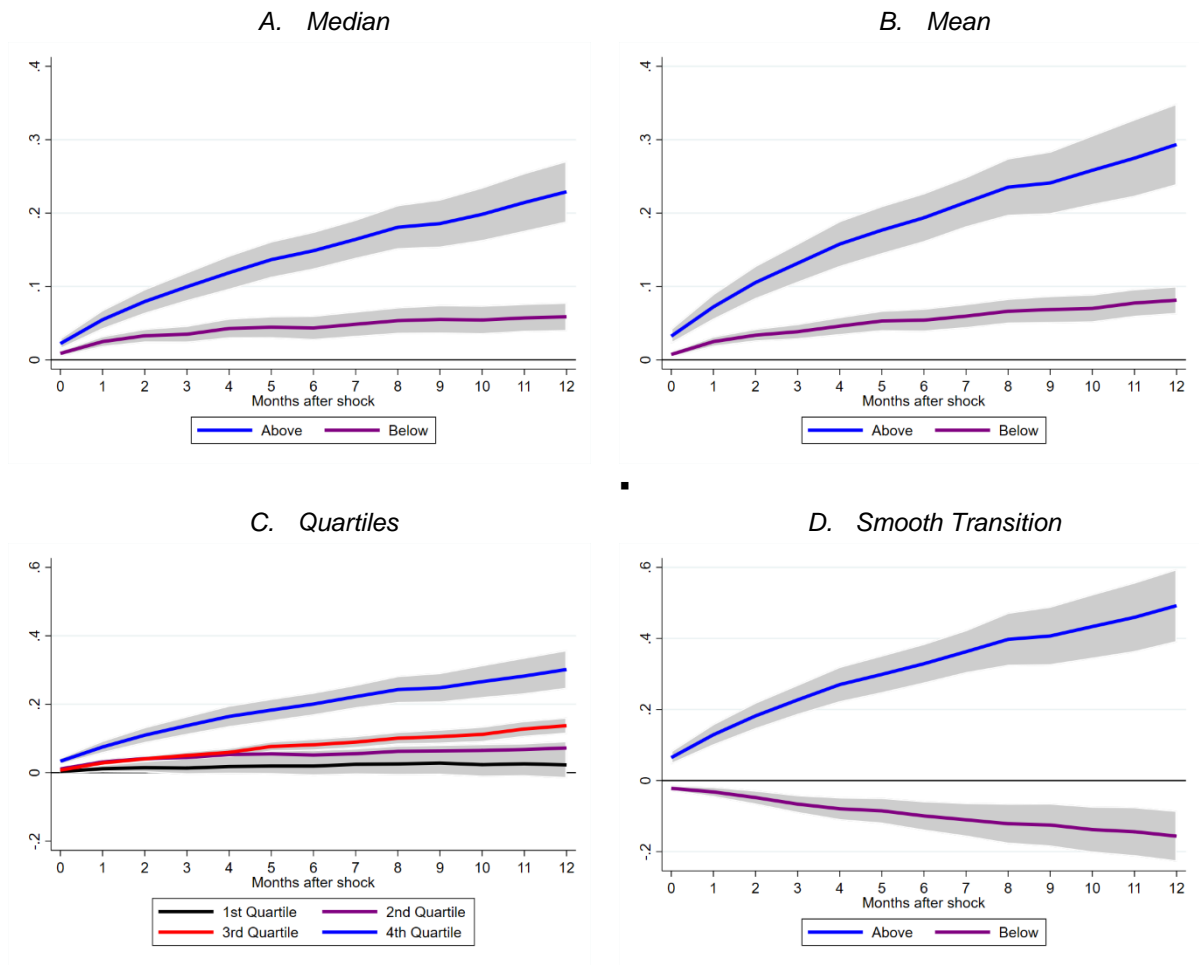 A. Median
.4
.3
.2
.1
0
0 1 2 3 4 5 6 7 8 9 10 11 12
Months after shock
Above Below
B. Mean
.4
.3
.2
.1
0
0 1 2 3 4 5 6 7 8 9 10 11 12
Months after shock
Above Below
C. Quartiles
.6
.4
.2
0
-.2
0 1 2 3 4 5 6 7 8 9 10 11 12
Months after shock
1st Quartile 2nd Quartile
3rd Quartile 4th Quartile
D. Smooth Transition
.6
.4
.2
0
-.2
0 1 2 3 4 5 6 7 8 9 10 11 12
Months after shock
Above Below